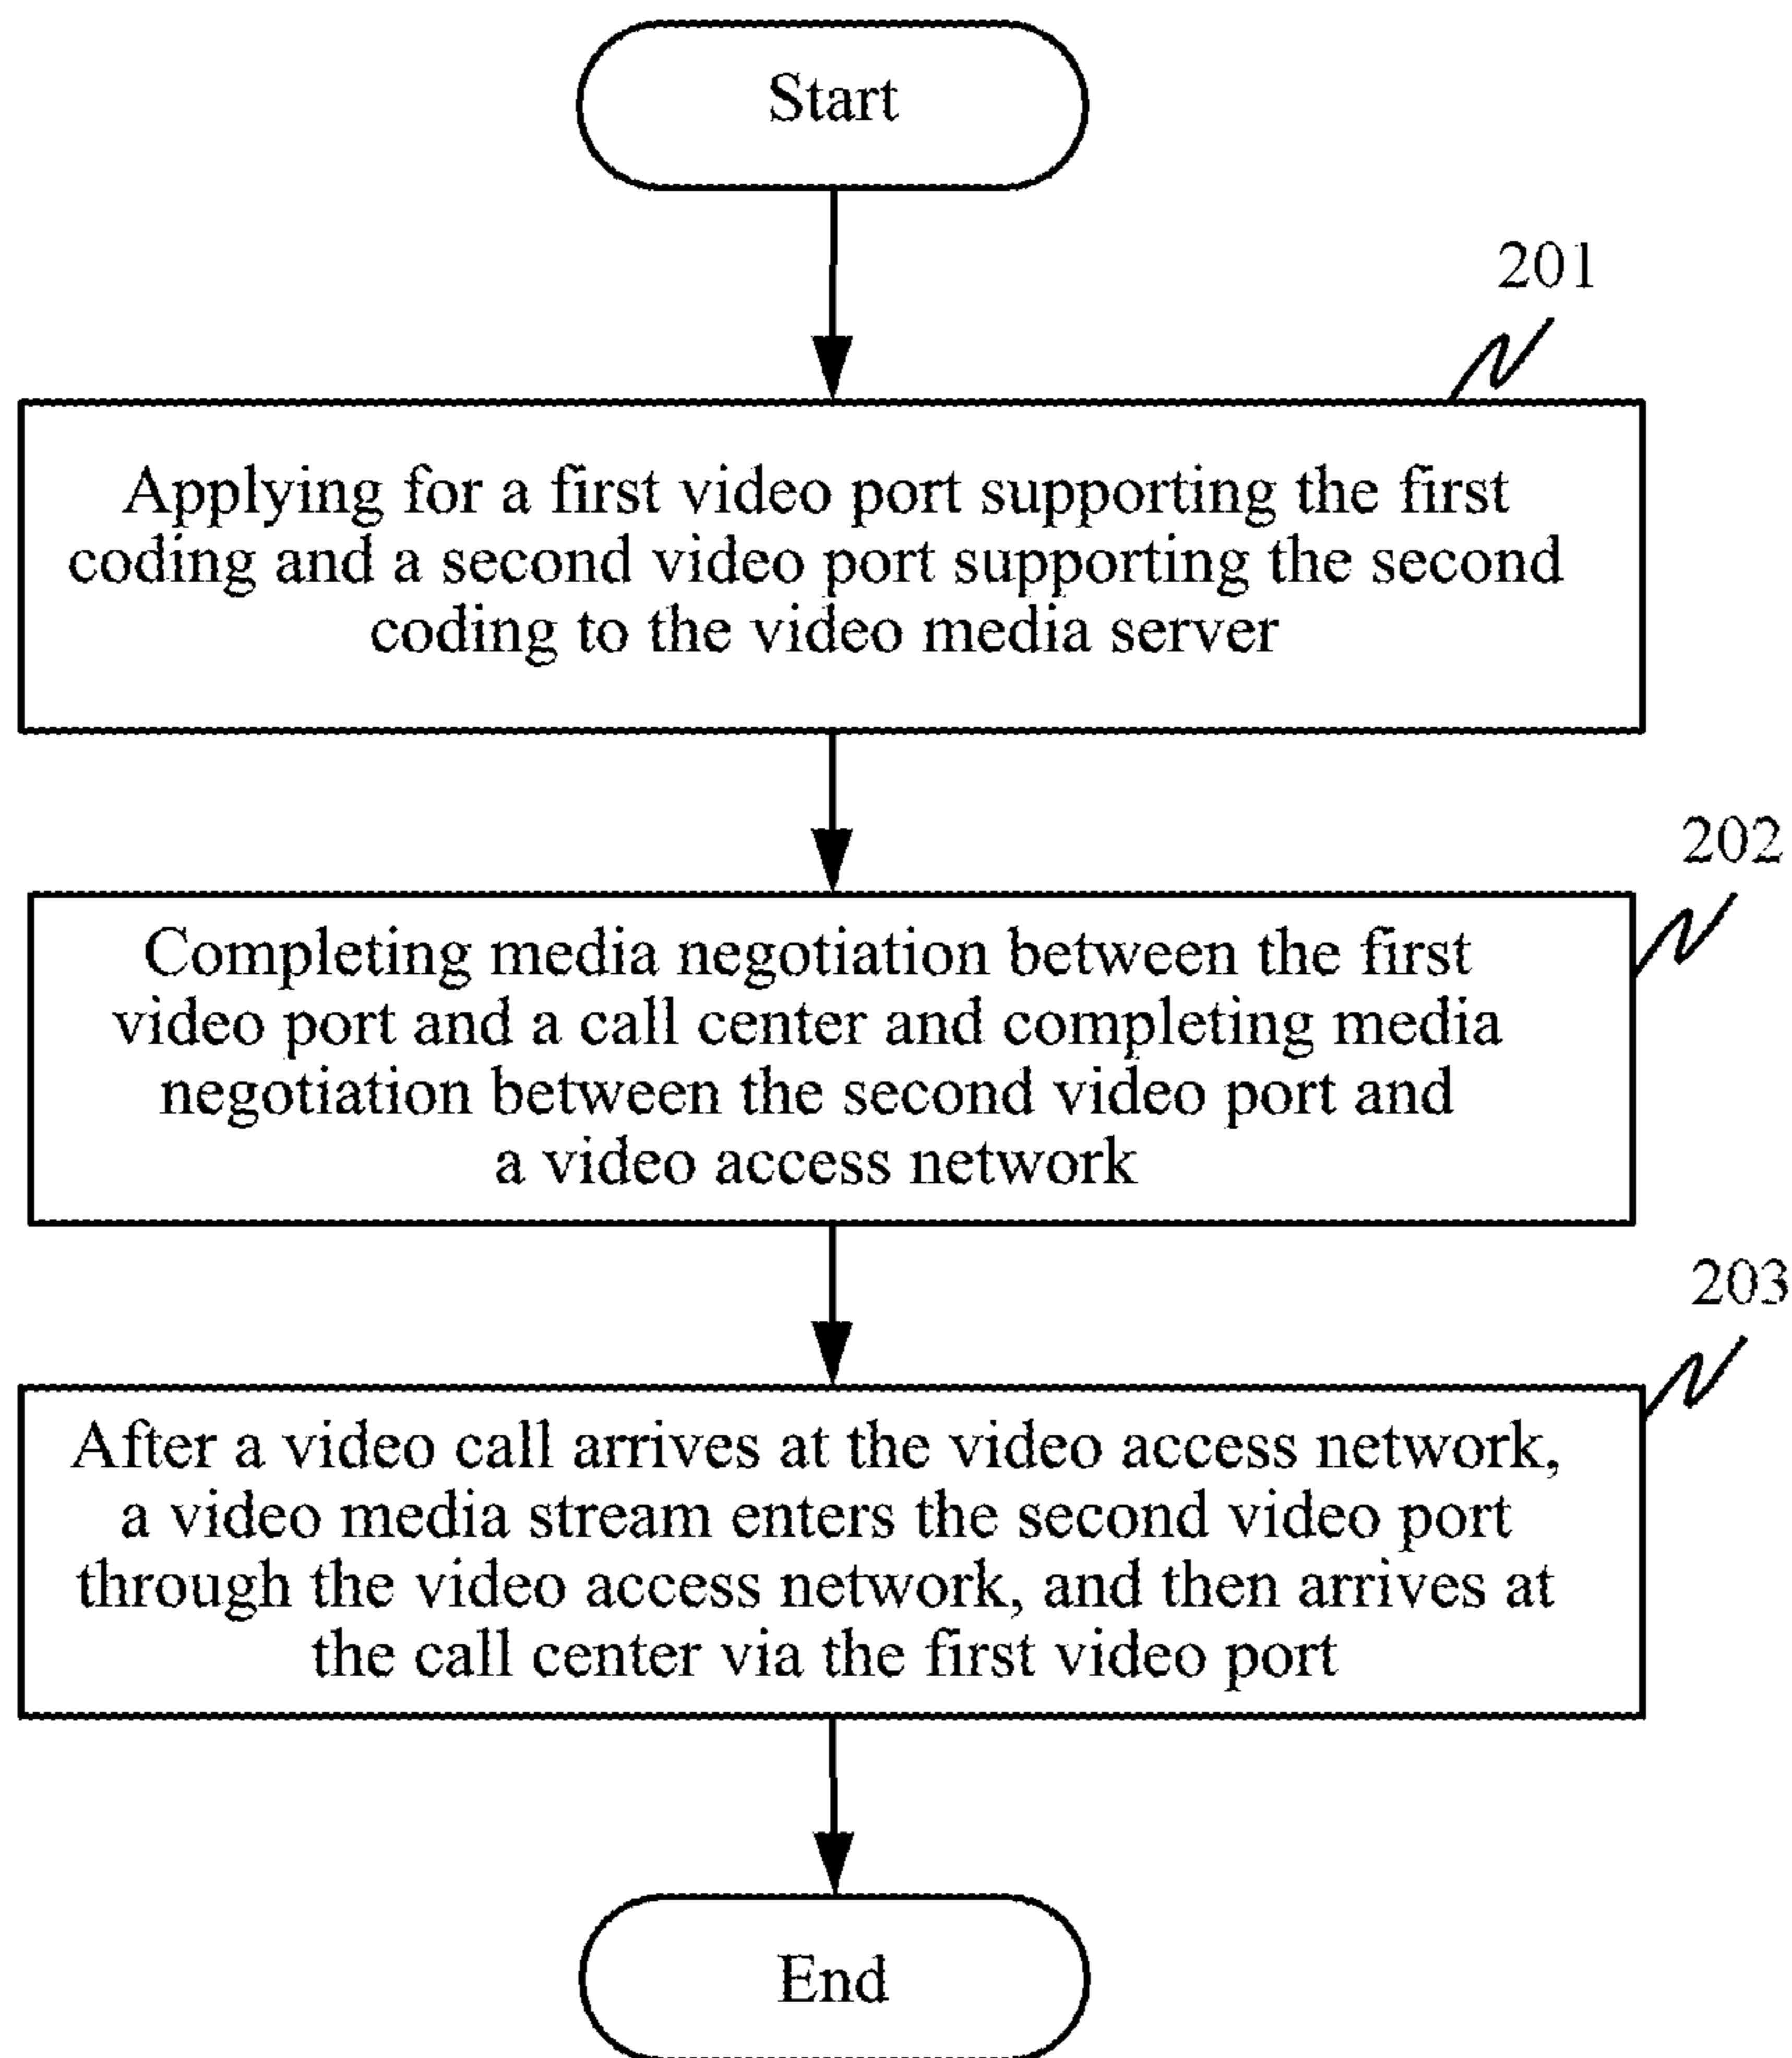 Start
201
Applying for a first video port supporting the first
coding and a second video port supporting the second
coding to the video media server
202
Completing media negotiation between the first
video port and a call center and completing media
negotiation between the second video port and
a video access network
203
After a video call arrives at the video access network,
a video media stream enters the second video port
through the video access network, and then arrives at
the call center via the first video port
End